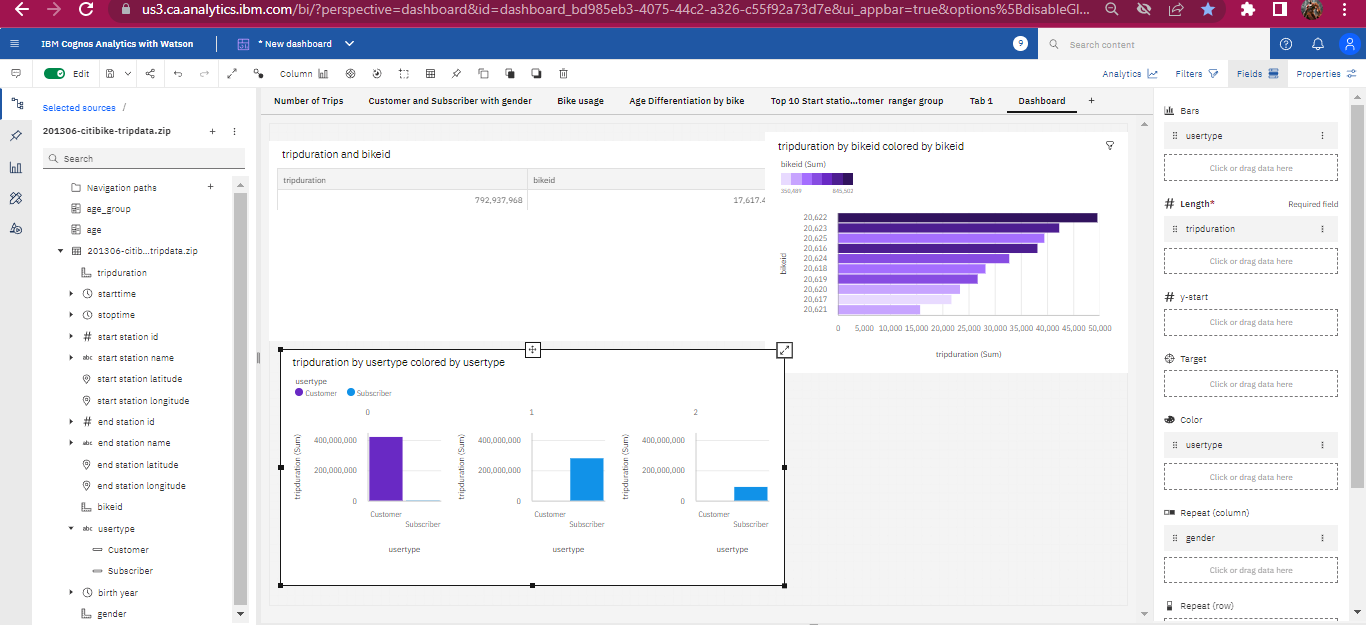 us3.ca.analytics.ibm.com/bi/?perspective=dashboard&id=dashboard_bd985eb3-4075-44c2-a326-c55f92a73d7e&ui_appbar=true&options%5BdisableGl...
IBM Cognos Analytics with Watson
* New dashboard
9
Search content
Edit
Column
Analytics
Filters
Fields
Properties
Selected sources /
201306-citibike-tripdata.zip
Search
Navigation paths
age_group
age
201306-citib...tripdata.zip
tripduration
starttime
stoptime
# start station id
abc start station name
start station latitude
start station longitude
# end station id
abc end station name
end station latitude
end station longitude
bikeid
abc usertype
Customer
Subscriber
birth year
gender
Number of Trips
Customer and Subscriber with gender
Bike usage
Age Differentiation by bike
Top 10 Start statio...tomer ranger group
Tab 1
Dashboard
+
tripduration and bikeid
tripduration
bikeid
792,937,968
17,617.4
tripduration by bikeid colored by bikeid
bikeid (Sum)
350,489
845,502
bikeid
20,622
20,623
20,625
20,616
20,624
20,618
20,619
20,620
20,617
20,621
0 5,000 10,000 15,000 20,000 25,000 30,000 35,000 40,000 45,000 50,000
tripduration (Sum)
tripduration by usertype colored by usertype
usertype
Customer
Subscriber
0
1
2
tripduration (Sum)
400,000,000
200,000,000
0
Customer
Subscriber
usertype
tripduration (Sum)
400,000,000
200,000,000
0
Customer
Subscriber
usertype
tripduration (Sum)
400,000,000
200,000,000
0
Customer
Subscriber
usertype
Bars
usertype
Click or drag data here
# Length*
Required field
tripduration
Click or drag data here
# y-start
Click or drag data here
Target
Click or drag data here
Color
usertype
Click or drag data here
Repeat (column)
gender
Click or drag data here
Repeat (row)